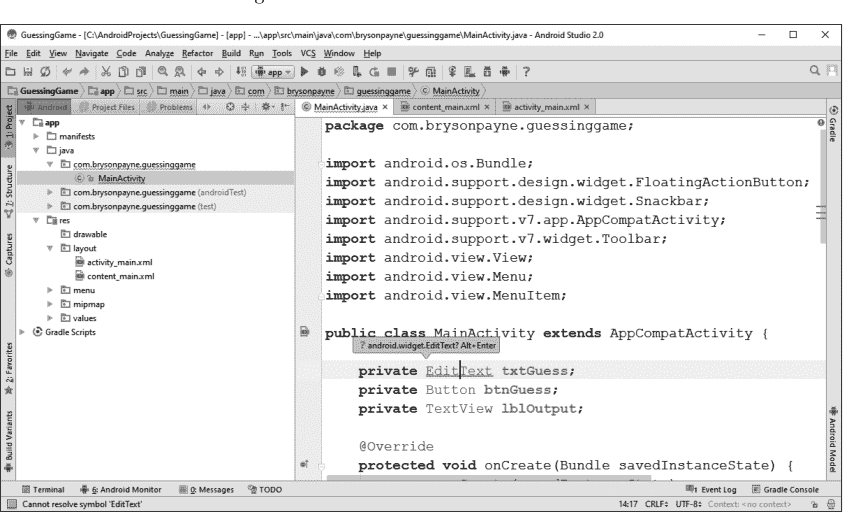 GuessingGame - [C:\AndroidProjects\GuessingGame] - [app] - ...\app\src\main\java\com\brysonpayne\guessinggame\MainActivity.java - Android Studio 2.0
File Edit View Navigate Code Analyze Refactor Build Run Tools VCS Window Help
app
GuessingGame app src main java com brysonpayne guessinggame MainActivity
Android Project Files Problems
MainActivity.java × content_main.xml × activity_main.xml ×
1: Project
2: Structure
Captures
2: Favorites
Build Variants
Gradle
Android Model
app
manifests
java
com.brysonpayne.guessinggame
MainActivity
com.brysonpayne.guessinggame (androidTest)
com.brysonpayne.guessinggame (test)
res
drawable
layout
activity_main.xml
content_main.xml
menu
mipmap
values
Gradle Scripts
package com.brysonpayne.guessinggame;
import android.os.Bundle;
import android.support.design.widget.FloatingActionButton;
import android.support.design.widget.Snackbar;
import android.support.v7.app.AppCompatActivity;
import android.support.v7.widget.Toolbar;
import android.view.View;
import android.view.Menu;
import android.view.MenuItem;
public class MainActivity extends AppCompatActivity {
? android.widget.EditText? Alt+Enter
private EditText txtGuess;
private Button btnGuess;
private TextView lblOutput;
@Override
protected void onCreate(Bundle savedInstanceState) {
Terminal 6: Android Monitor 0: Messages TODO
1 Event Log Gradle Console
Cannot resolve symbol 'EditText'
14:17 CRLF÷ UTF-8÷ Context: <no context>